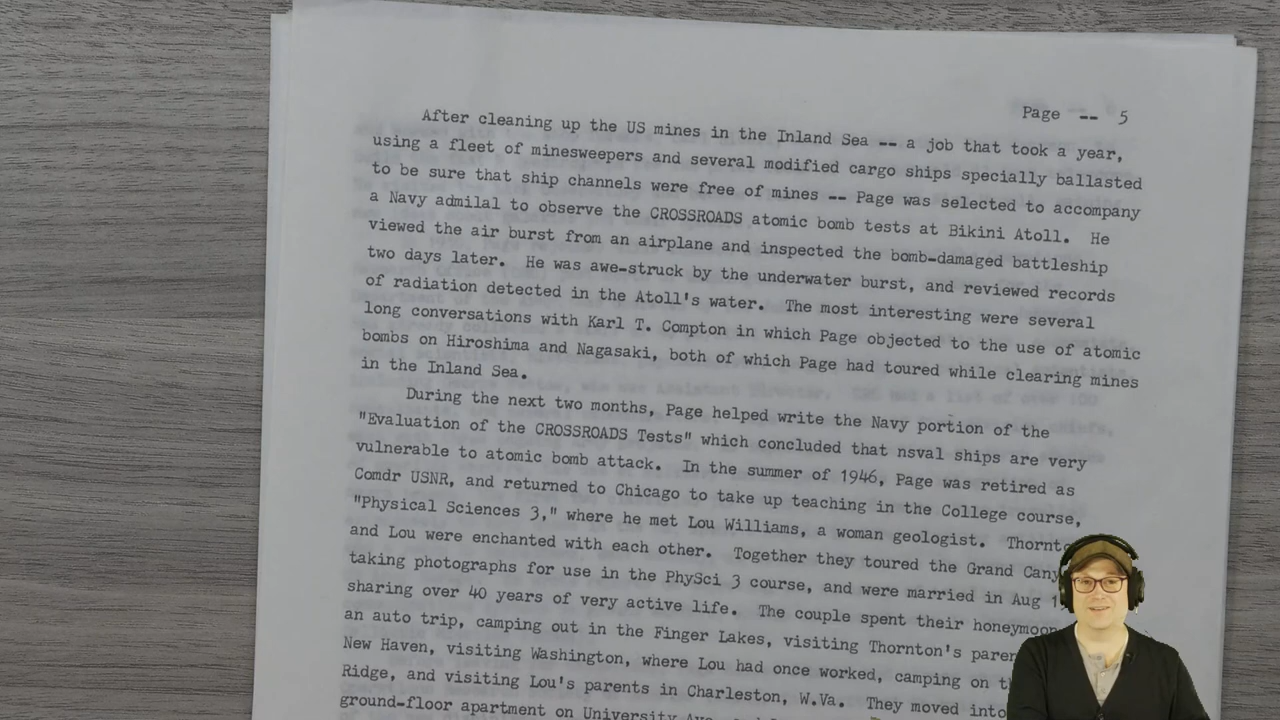 Page -- 5
After cleaning up the US mines in the Inland Sea -- a job that took a year,
using a fleet of minesweepers and several modified cargo ships specially ballasted
to be sure that ship channels were free of mines -- Page was selected to accompany
a Navy admilal to observe the CROSSROADS atomic bomb tests at Bikini Atoll. He
viewed the air burst from an airplane and inspected the bomb-damaged battleship
two days later. He was awe-struck by the underwater burst, and reviewed records
of radiation detected in the Atoll's water. The most interesting were several
long conversations with Karl T. Compton in which Page objected to the use of atomic
bombs on Hiroshima and Nagasaki, both of which Page had toured while clearing mines
in the Inland Sea.
During the next two months, Page helped write the Navy portion of the
"Evaluation of the CROSSROADS Tests" which concluded that nsval ships are very
vulnerable to atomic bomb attack. In the summer of 1946, Page was retired as
Comdr USNR, and returned to Chicago to take up teaching in the College course,
"Physical Sciences 3," where he met Lou Williams, a woman geologist.
and Lou were enchanted with each other. Together they toured the Grand
taking photographs for use in the PhySci 3 course, and were married in Aug
sharing over 40 years of very active life. The couple spent their honeymoon
an auto trip, camping out in the Finger Lakes, visiting Thornton's
New Haven, visiting Washington, where Lou had once worked, camping on
Ridge, and visiting Lou's parents in Charleston, W.Va. They moved into
ground-floor apartment on University